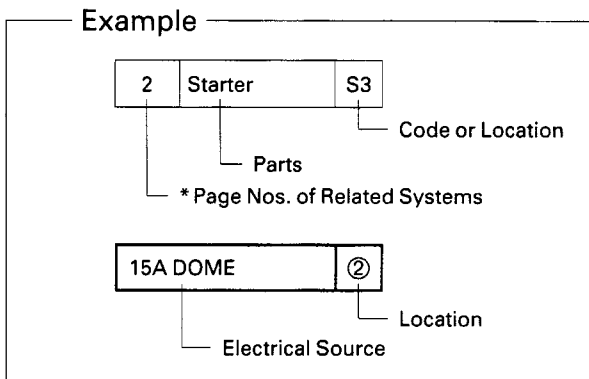 Example
2 Starter S3
Code or Location
Parts
* Page Nos. of Related Systems
15A DOME ②
Location
Electrical Source